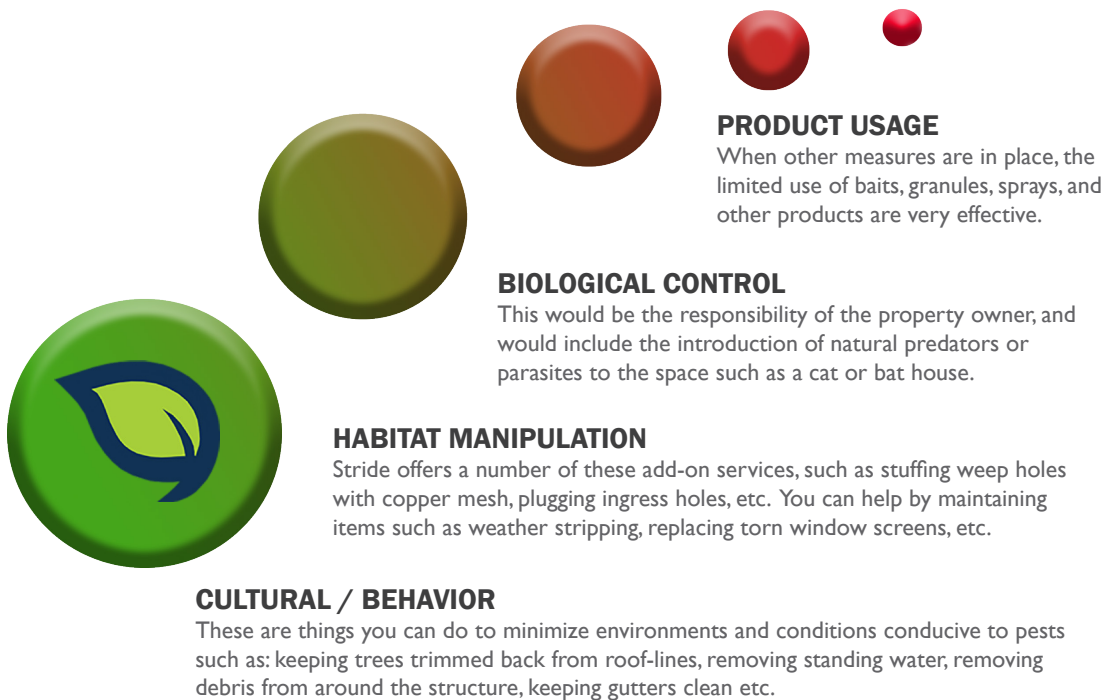 PRODUCT USAGE
When other measures are in place, the
limited use of baits, granules, sprays, and
other products are very effective.
BIOLOGICAL CONTROL
This would be the responsibility of the property owner, and
would include the introduction of natural predators or
parasites to the space such as a cat or bat house.
HABITAT MANIPULATION
Stride offers a number of these add-on services, such as stuffing weep holes
with copper mesh, plugging ingress holes, etc. You can help by maintaining
items such as weather stripping, replacing torn window screens, etc.
CULTURAL / BEHAVIOR
These are things you can do to minimize environments and conditions conducive to pests
such as: keeping trees trimmed back from roof-lines, removing standing water, removing
debris from around the structure, keeping gutters clean etc.